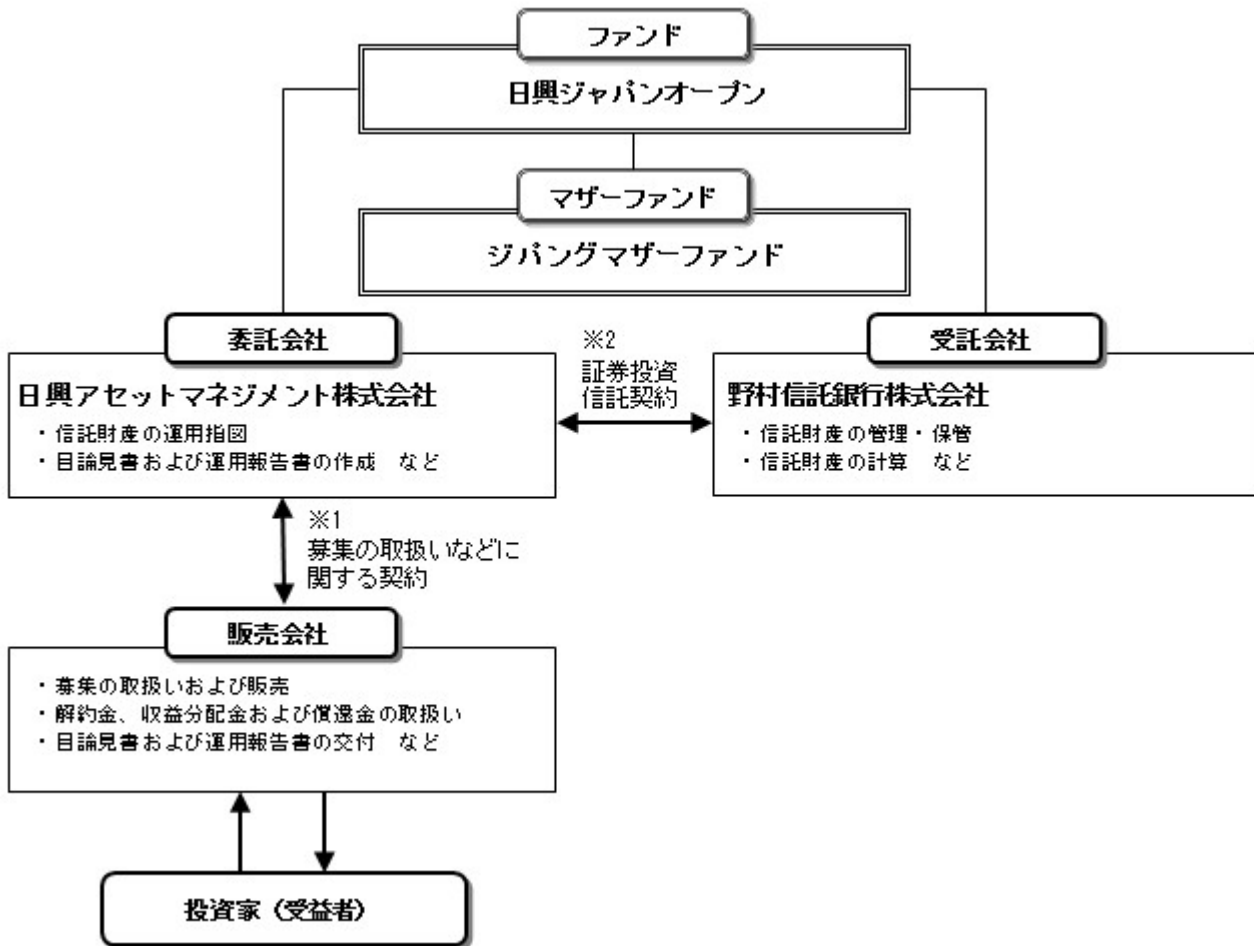 ファンド
日興ジャパンオープン
マザーファンド
ジパングマザーファンド
委託会社
日興アセットマネジメント株式会社
・信託財産の運用指図
・目論見書および運用報告書の作成　など
※2
証券投資
信託契約
受託会社
野村信託銀行株式会社
・信託財産の管理・保管
・信託財産の計算　など
※1
募集の取扱いなどに
関する契約
販売会社
・募集の取扱いおよび販売
・解約金、収益分配金および償還金の取扱い
・目論見書および運用報告書の交付　など
投資家（受益者）